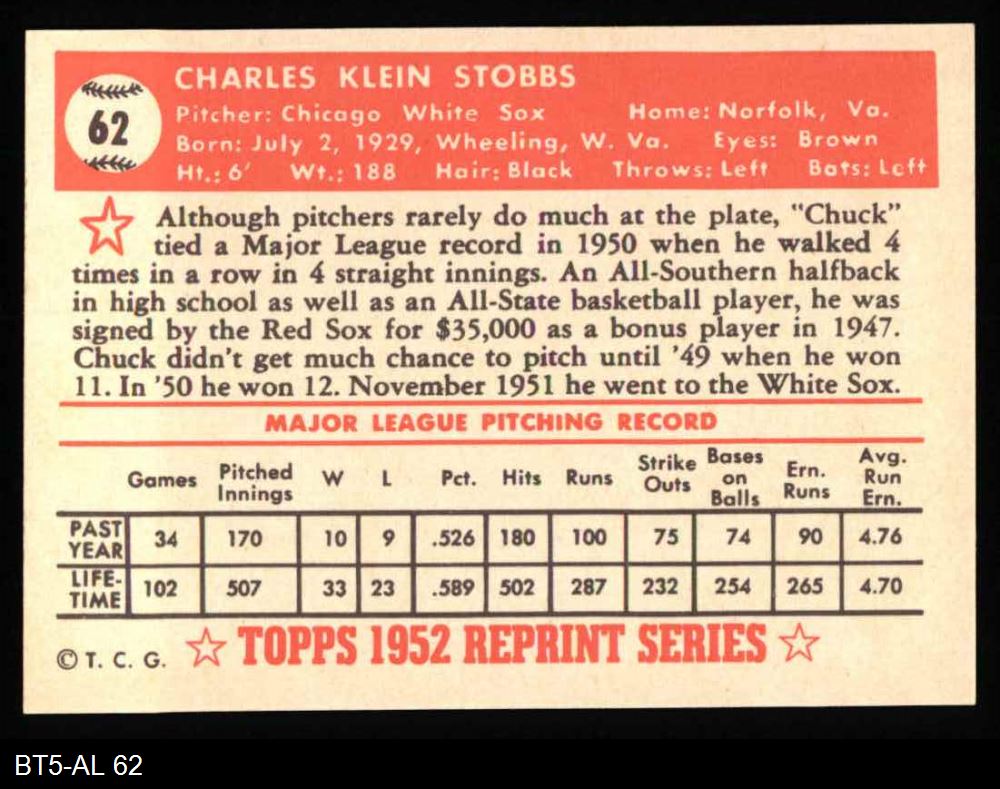 CHARLES KLEIN STOBBS
62
Pitcher: Chicago White Sox Home: Norfolk, Va.
Born: July 2, 1929, Wheeling, W. Va. Eyes: Brown
Ht.: 6' Wt.: 188 Hair: Black Throws: Left Bats: Left
Although pitchers rarely do much at the plate, "Chuck"
tied a Major League record in 1950 when he walked 4
times in a row in 4 straight innings. An All-Southern halfback
in high school as well as an All-State basketball player, he was
signed by the Red Sox for $35,000 as a bonus player in 1947.
Chuck didn't get much chance to pitch until '49 when he won
11. In '50 he won 12. November 1951 he went to the White Sox.
MAJOR LEAGUE PITCHING RECORD
Games Pitched Innings W L Pct. Hits Runs Strike Outs Bases on Balls Ern. Runs Avg. Run Ern.
PAST YEAR 34 170 10 9 .526 180 100 75 74 90 4.76
LIFE-TIME 102 507 33 23 .589 502 287 232 254 265 4.70
© T. C. G. TOPPS 1952 REPRINT SERIES
BT5-AL 62